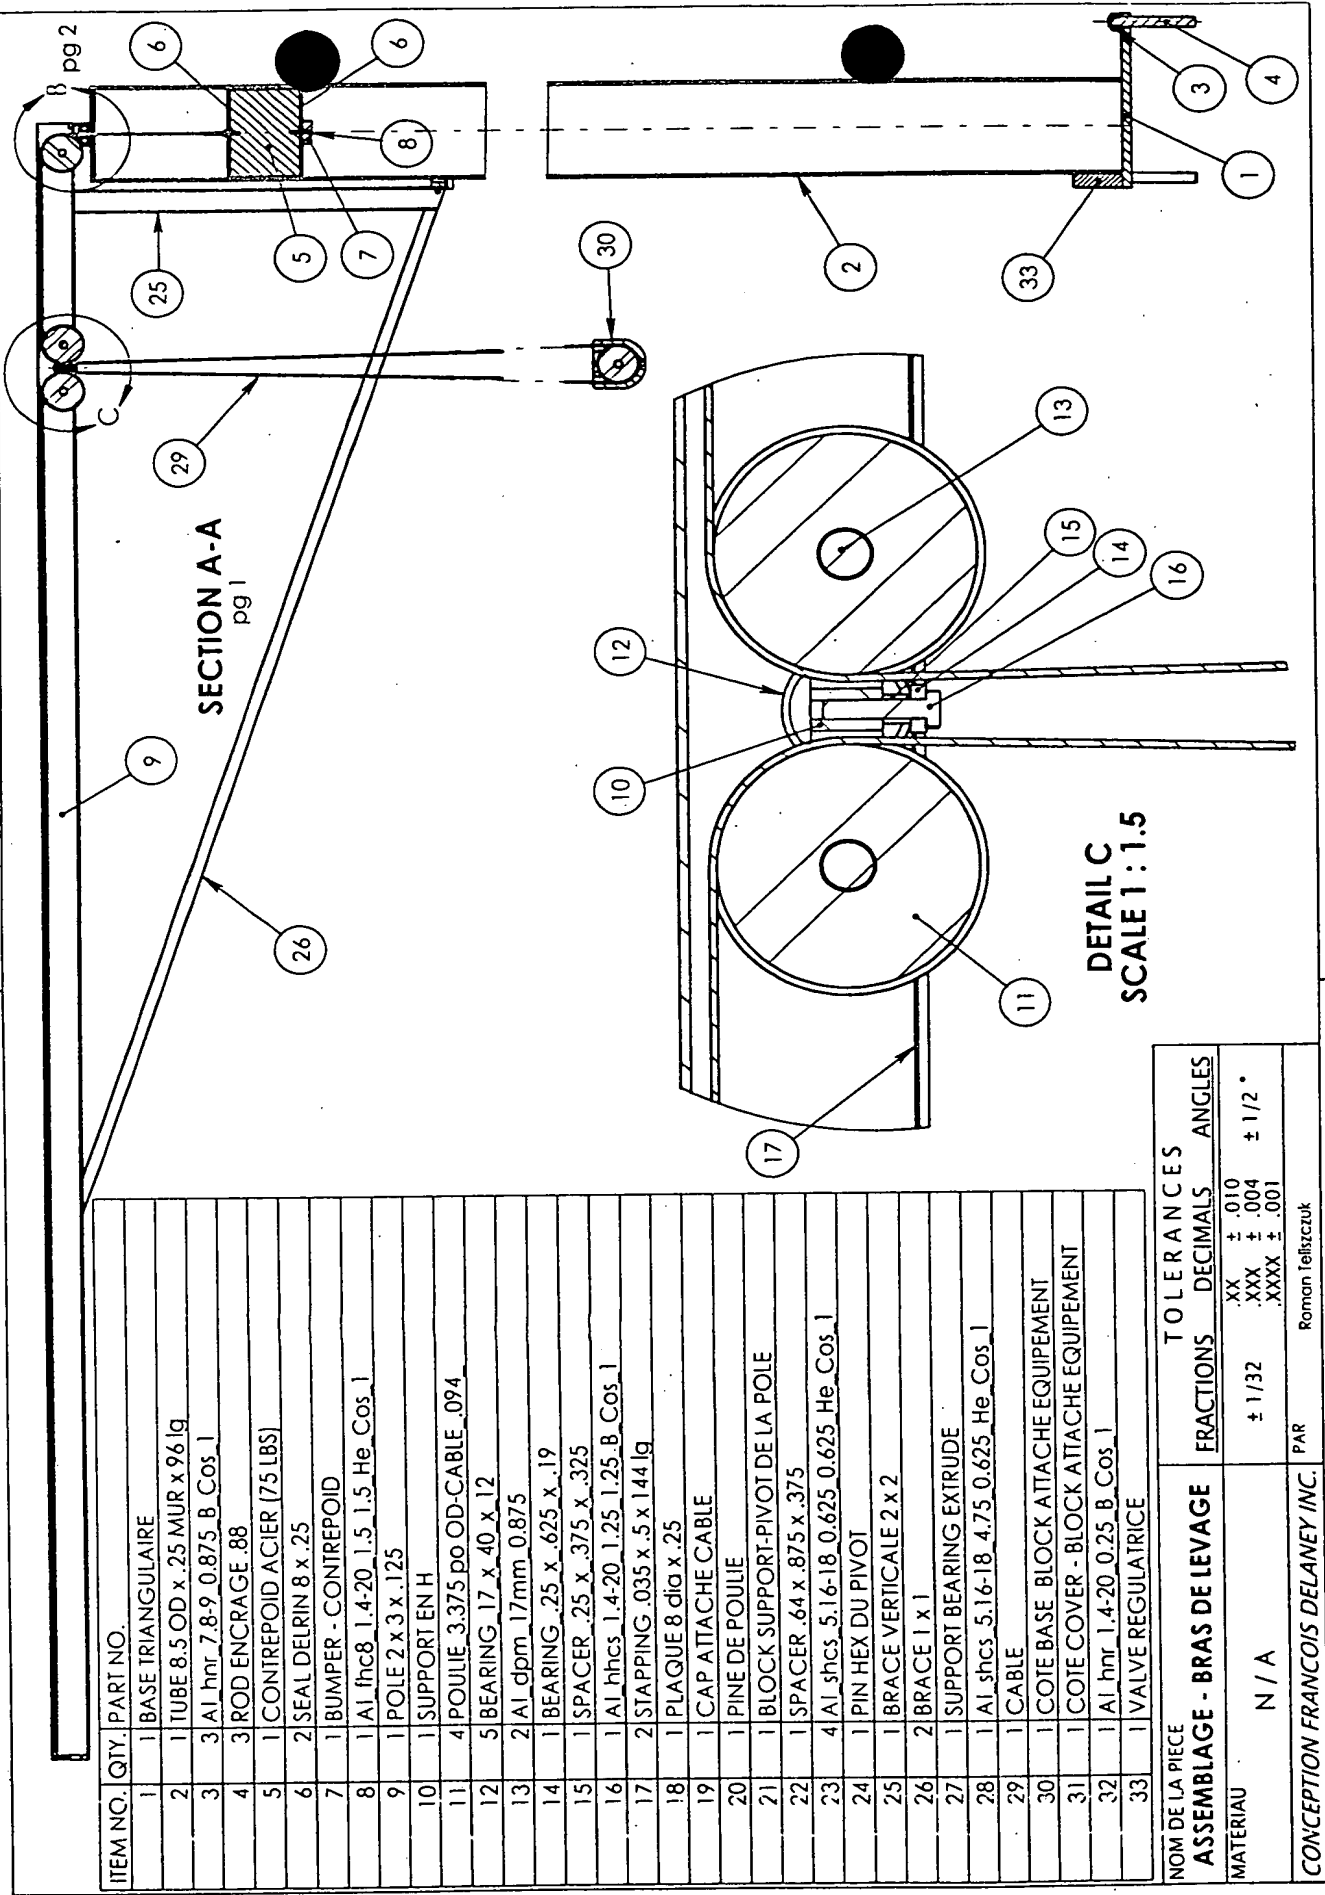 B pg 2
6
6
8
7
5
25
C
29
30
2
33
3
4
1
SECTION A-A
pg 1
9
26
12
10
13
15
14
16
11
17
DETAIL C
SCALE 1 : 1.5
ITEM NO. QTY. PART NO.
1 1 BASE TRIANGULAIRE
2 1 TUBE 8.5 OD x .25 MUR x 96 lg
3 3 AI_hnr_7.8-9_0.875_B_Cos_1
4 3 ROD ENCRAGE .88
5 1 CONTREPOID ACIER (75 LBS)
6 2 SEAL DELRIN 8 x .25
7 1 BUMPER - CONTREPOID
8 1 AI_fhc8_1.4-20_1.5_1.5_He_Cos_1
9 1 POLE 2 x 3 x .125
10 1 SUPPORT EN H
11 4 POULIE_3.375 po OD-CABLE_.094_
12 5 BEARING_17 x 40 x 12
13 2 AI_dpm_17mm_0.875
14 1 BEARING_.25 x .625 x .19
15 1 SPACER_.25 x .375 x .325
16 1 AI_hhcs_1.4-20_1.25_1.25_B_Cos_1
17 2 STAPPING .035 x .5 x 144 lg
18 1 PLAQUE 8 dia x .25
19 1 CAP ATTACHE CABLE
20 1 PINE DE POULIE
21 1 BLOCK SUPPORT-PIVOT DE LA POLE
22 1 SPACER .64 x .875 x .375
23 4 AI_shcs_5.16-18_0.625_0.625_He_Cos_1
24 1 PIN HEX DU PIVOT
25 1 BRACE VERTICALE 2 x 2
26 2 BRACE 1 x 1
27 1 SUPPORT BEARING EXTRUDE
28 1 AI_shcs_5.16-18_4.75_0.625_He_Cos_1
29 1 CABLE
30 1 COTE BASE_BLOCK ATTACHE EQUIPEMENT
31 1 COTE COVER - BLOCK ATTACHE EQUIPEMENT
32 1 AI_hnr_1.4-20_0.25_B_Cos_1
33 1 VALVE REGULATRICE
NOM DE LA PIECE
ASSEMBLAGE - BRAS DE LEVAGE
MATERIAU
N / A
CONCEPTION FRANCOIS DELANEY INC.
TOLERANCES
FRACTIONS DECIMALS ANGLES
± 1/32 .XX ± .010 ± 1/2 °
.XXX ± .004
.XXXX ± .001
PAR Roman Teliszczuk